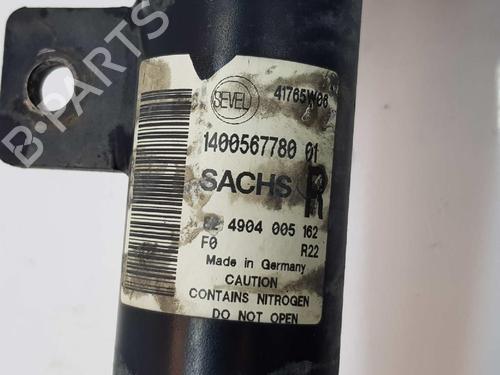 B-PARTS
SEVEL 41765W06
1400567780 01
SACHS R
4904 005 162
F0 R22
Made in Germany
CAUTION
CONTAINS NITROGEN
DO NOT OPEN